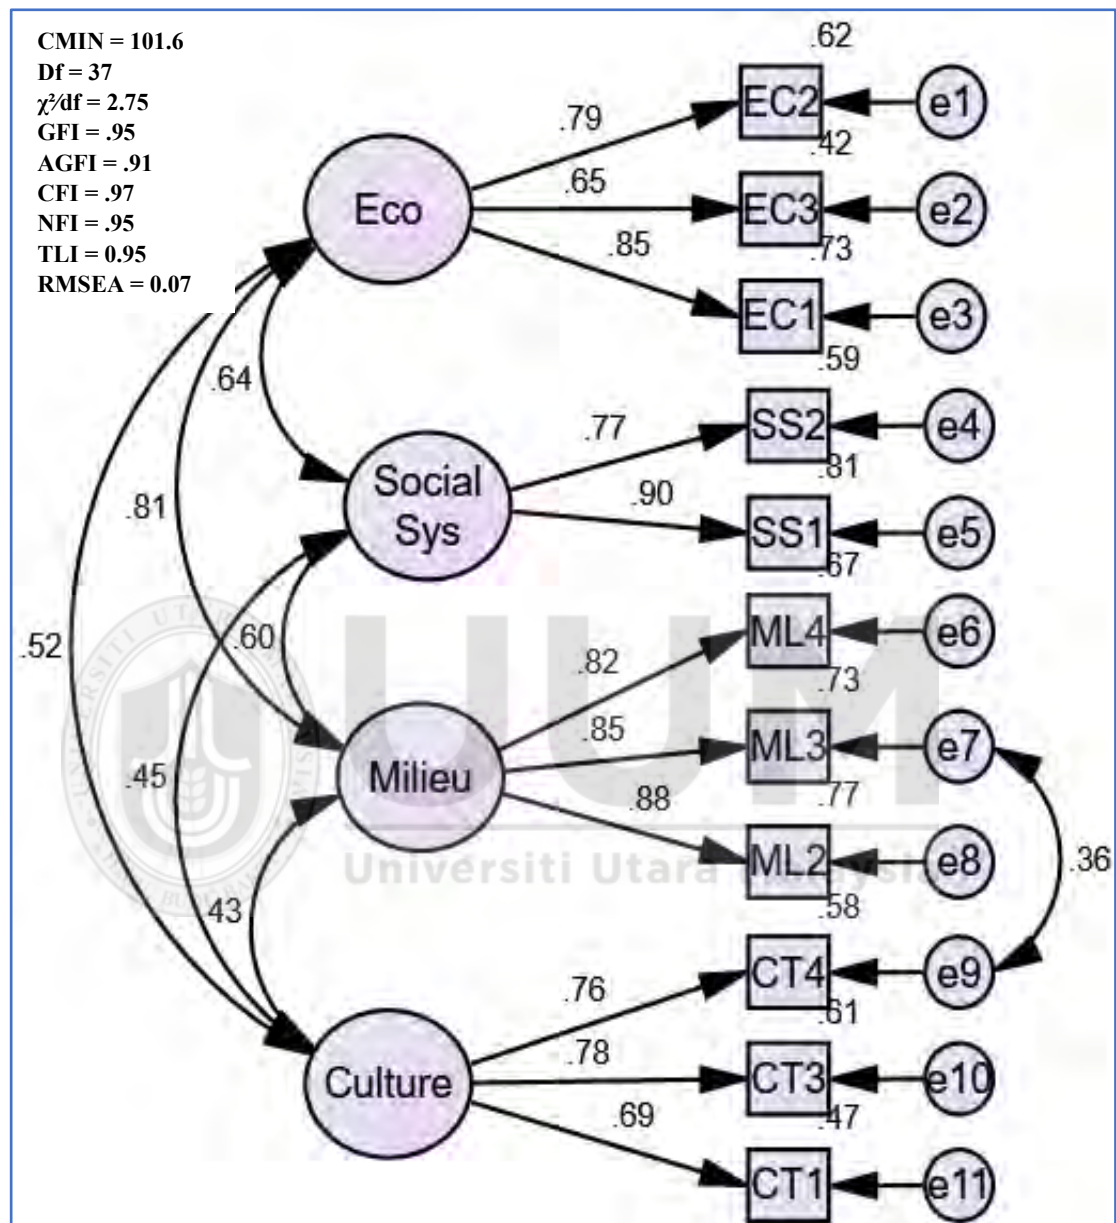 CMIN = 101.6
Df = 37
χ²/df = 2.75
GFI = .95
AGFI = .91
CFI = .97
NFI = .95
TLI = 0.95
RMSEA = 0.07
.62
EC2
e1
.79
.42
.65
EC3
e2
Eco
.73
.85
EC1
e3
.59
.64
.77
SS2
e4
.81
Social
Sys
.90
SS1
e5
.81
.67
.52
.60
ML4
e6
.82
.73
.85
ML3
e7
Milieu
.45
.77
.88
.36
ML2
e8
Universiti Utara
.58
.43
.76
CT4
e9
.61
.78
CT3
e10
Culture
.47
.69
CT1
e11
UUM